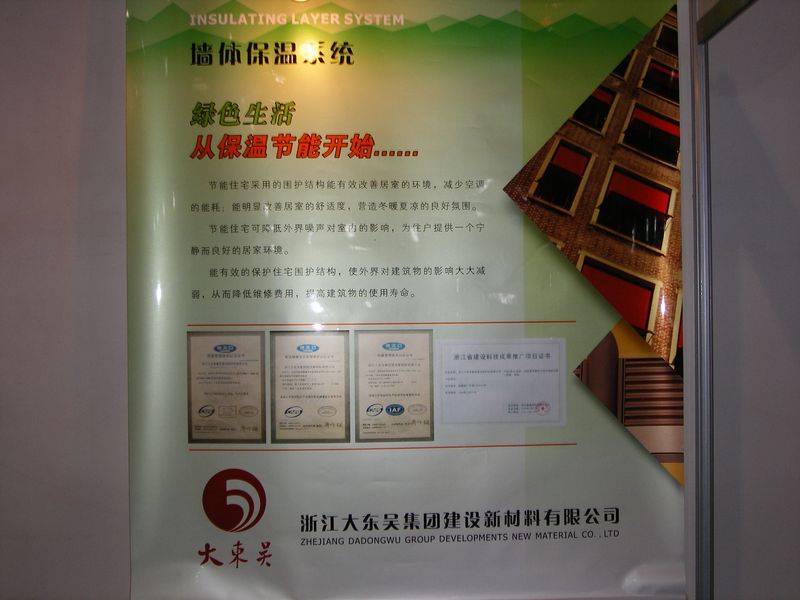 INSULATING LAYER SYSTEM
墙体保温系统
绿色生活
从保温节能开始......
节能住宅采用的围护结构能有效改善居室的环境，减少空调
的能耗；能明显改善居室的舒适度，营造冬暖夏凉的良好氛围。
节能住宅可降低外界噪声对室内的影响，为住户提供一个宁
静而良好的居家环境。
能有效的保护住宅围护结构，使外界对建筑物的影响大大减
弱，从而降低维修费用，提高建筑物的使用寿命。
浙江省建设科技成果推广项目证书
IAF
大東吴
浙江大东吴集团建设新材料有限公司
ZHEJIANG DADONGWU GROUP DEVELOPMENTS NEW MATERIAL CO.,LTD